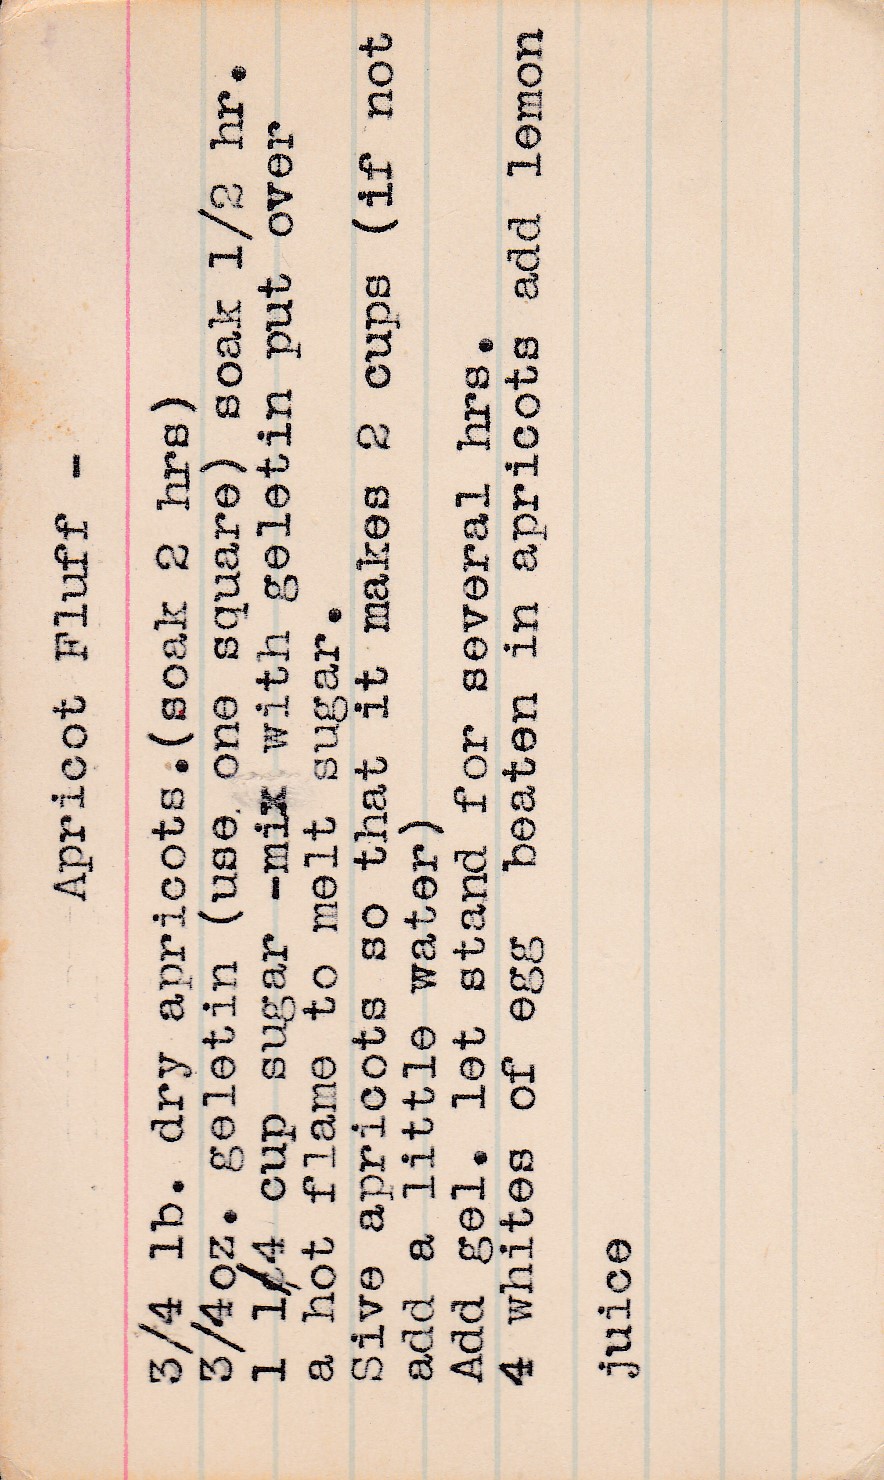 Apricot Fluff -
3/4 lb. dry apricots.(soak 2 hrs)
3/4oz. geletin (use one square) soak 1/2 hr.
1 1/4 cup sugar -mix with geletin put over
a hot flame to melt sugar.
Sive apricots so that it makes 2 cups (if not
add a little water)
Add gel. let stand for several hrs.
4 whites of egg  beaten in apricots add lemon
juice